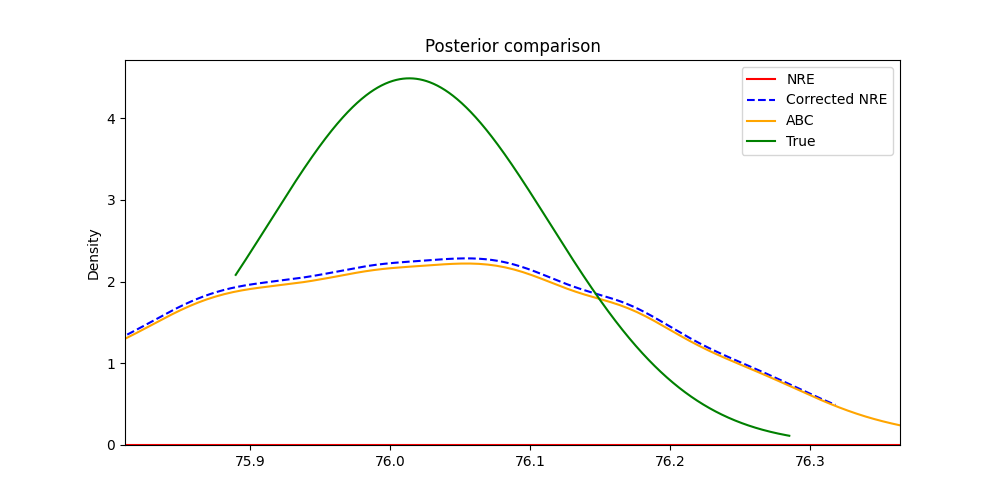 Posterior comparison
NRE
Corrected NRE
ABC
True
Density
4
3
2
1
0
75.9 76.0 76.1 76.2 76.3